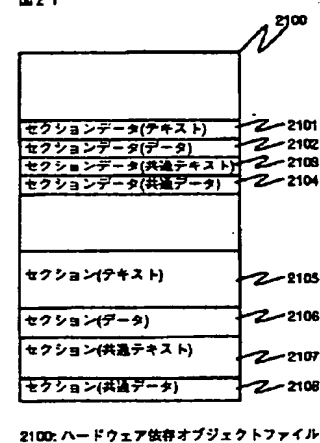 図21
2100
セクションデータ(テキスト) 2101
セクションデータ(データ) 2102
セクションデータ(共通テキスト) 2103
セクションデータ(共通データ) 2104
セクション(テキスト) 2105
セクション(データ) 2106
セクション(共通テキスト) 2107
セクション(共通データ) 2108
2100: ハードウェア依存オブジェクトファイル